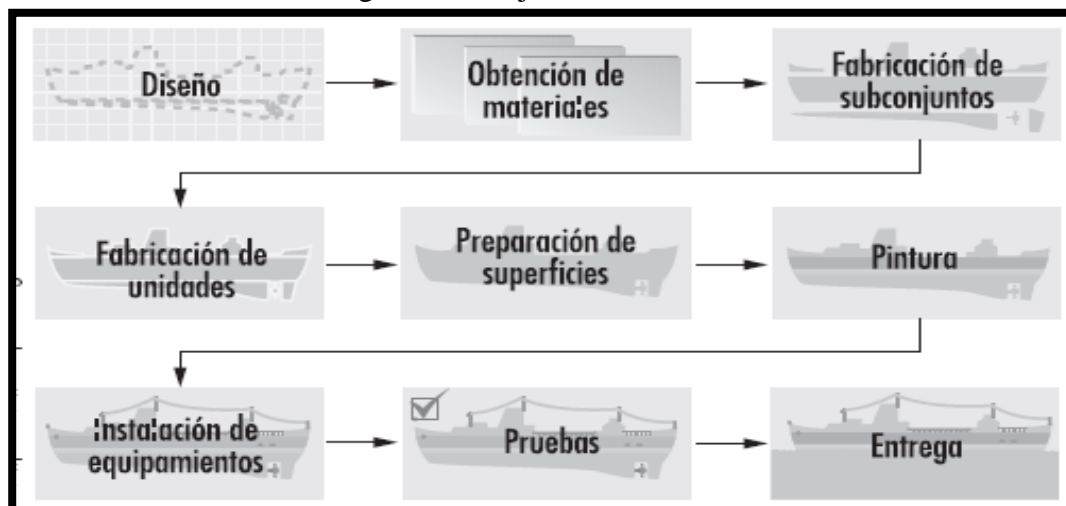 Diseño
Obtención de
materiales
Fabricación de
subconjuntos
Fabricación de
unidades
Preparación de
superficies
Pintura
Instalación de
equipamientos
Pruebas
Entrega